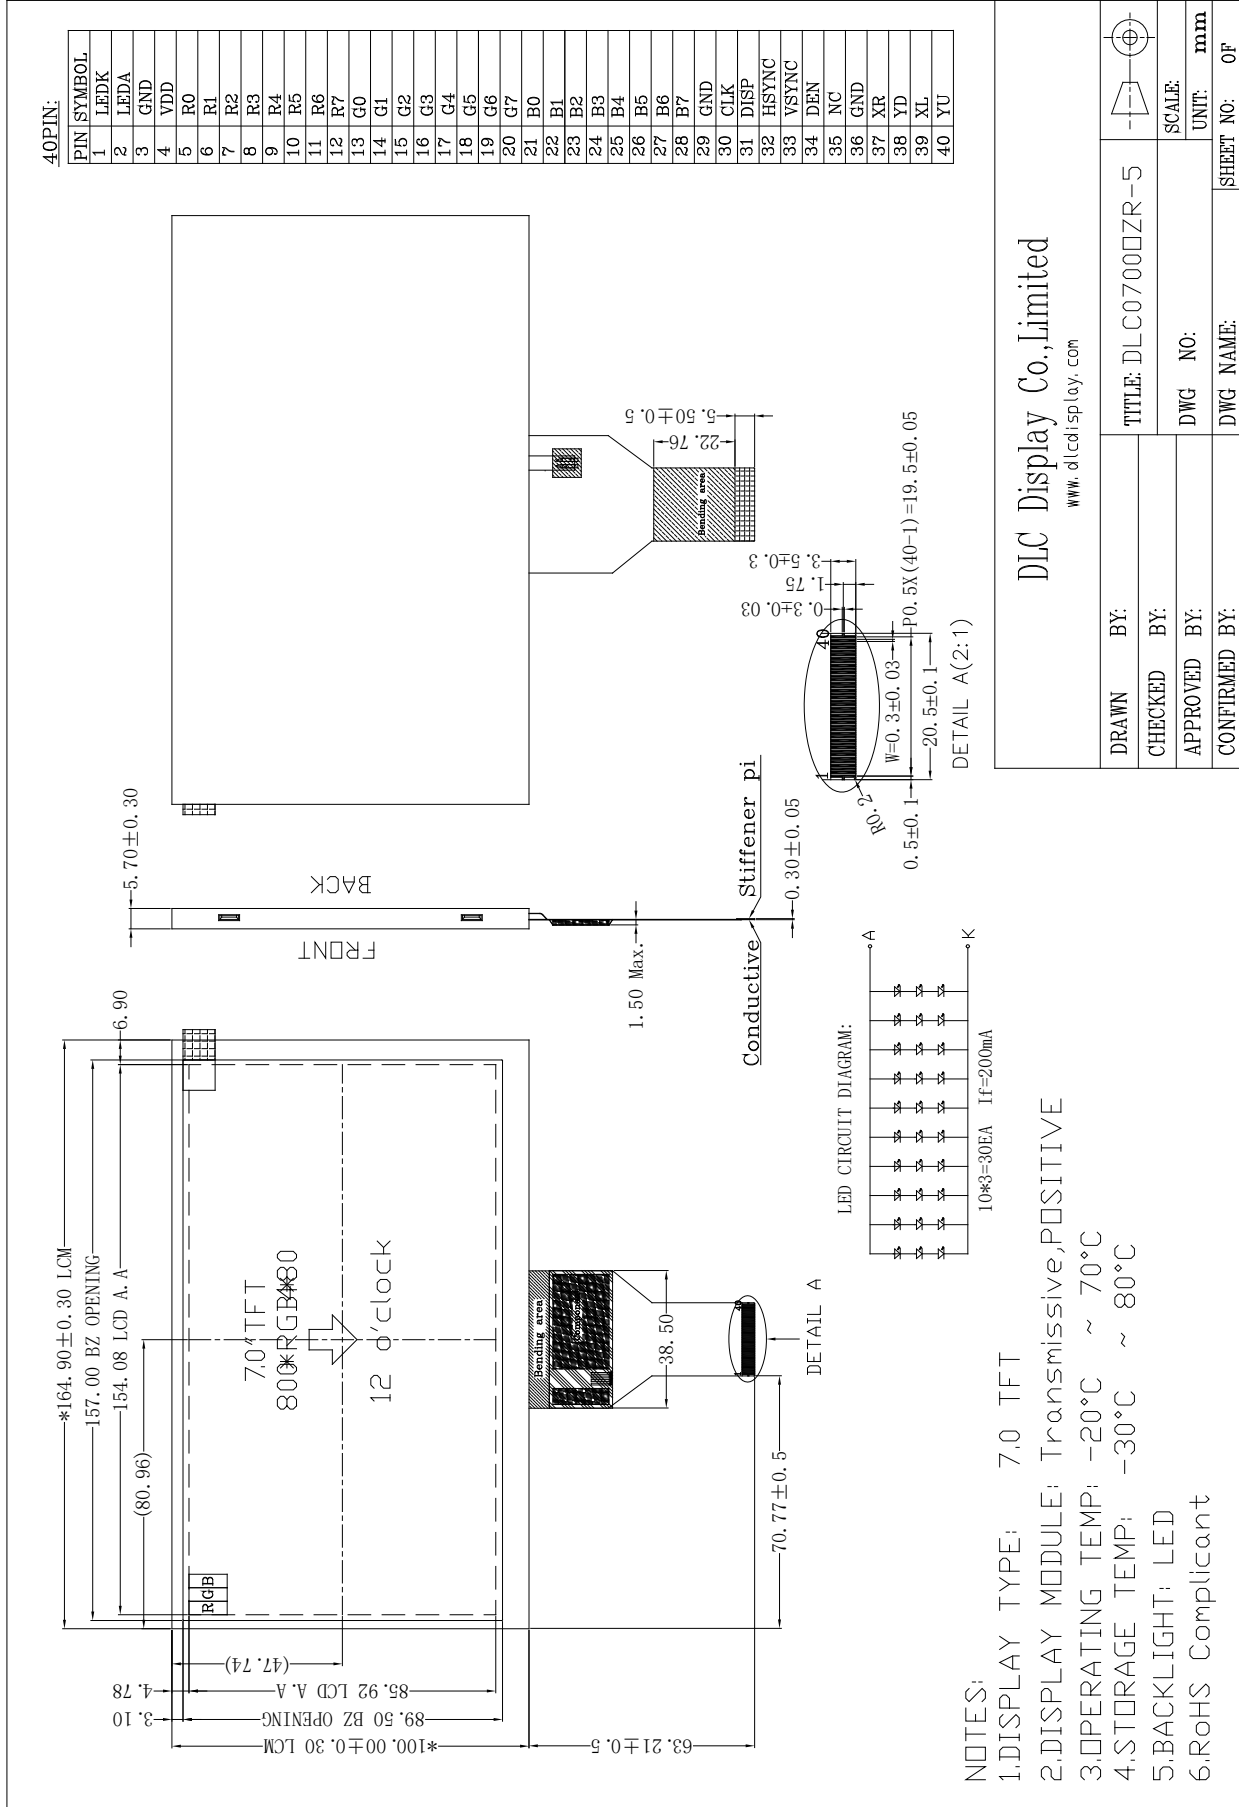 *164.90±0.30 LCM
157.00 BZ OPENING
154.08 LCD A.A
(80.96)
6.90
*100.00±0.30 LCM
89.50 BZ OPENING
85.92 LCD A.A
(47.74)
3.10
4.78
63.21±0.5
RGB
7.0"TFT
800*RGB*480
12 o'clock
Bending area
38.50
1
40
70.77±0.5
DETAIL A
5.70±0.30
FRONT
BACK
1.50 Max.
Conductive
Stiffener pi
0.30±0.05
Bending area
22.76
5.50±0.5
1
40
0.3±0.03
1.75
3.5±0.3
R0.2
W=0.3±0.03
0.5±0.1
20.5±0.1
P0.5X(40-1)=19.5±0.05
DETAIL A(2:1)
LED CIRCUIT DIAGRAM:
A
K
10*3=30EA If=200mA
40PIN:
PIN SYMBOL
1 LEDK
2 LEDA
3 GND
4 VDD
5 R0
6 R1
7 R2
8 R3
9 R4
10 R5
11 R6
12 R7
13 G0
14 G1
15 G2
16 G3
17 G4
18 G5
19 G6
20 G7
21 B0
22 B1
23 B2
24 B3
25 B4
26 B5
27 B6
28 B7
29 GND
30 CLK
31 DISP
32 HSYNC
33 VSYNC
34 DEN
35 NC
36 GND
37 XR
38 YD
39 XL
40 YU
NOTES:
1.DISPLAY TYPE: 7.0 TFT
2.DISPLAY MODULE: Transmissive,POSITIVE
3.OPERATING TEMP: -20°C ~ 70°C
4.STORAGE TEMP: -30°C ~ 80°C
5.BACKLIGHT: LED
6.RoHS Complicant
DLC Display Co.,Limited
www.dlcdisplay.com
DRAWN BY:
TITLE: DLC0700DZR-5
CHECKED BY:
SCALE:
APPROVED BY:
DWG NO:
UNIT: mm
CONFIRMED BY:
DWG NAME:
SHEET NO: OF